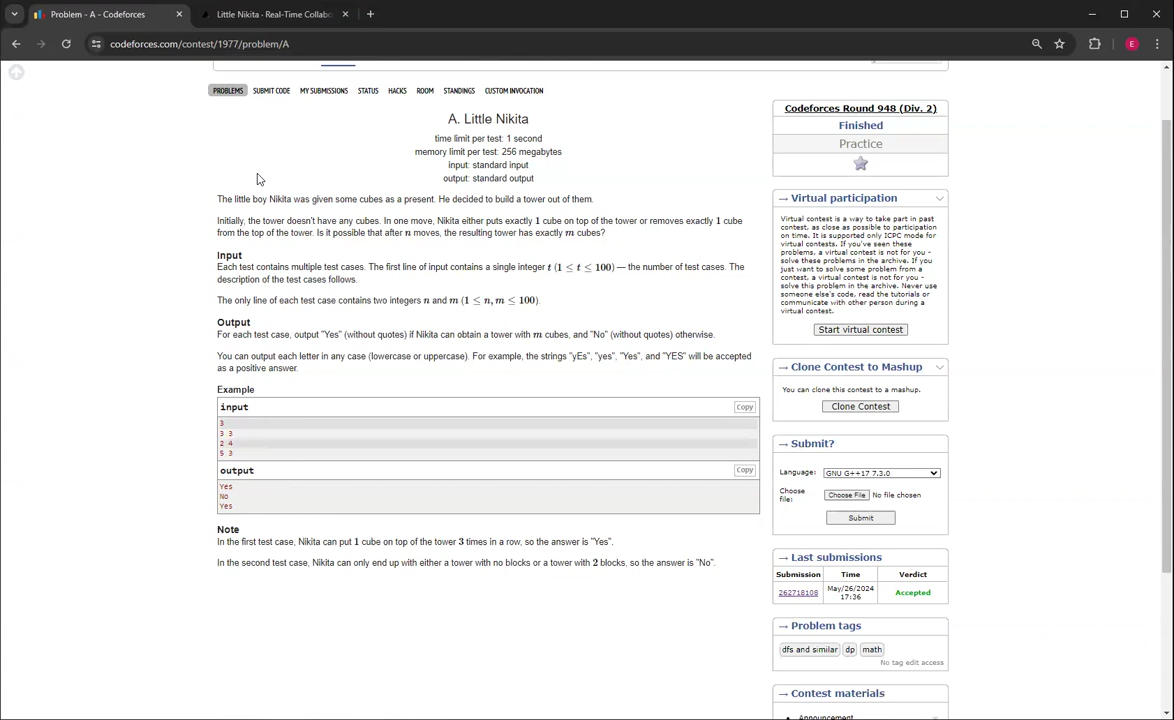 Problem - A - Codeforces
Little Nikita - Real-Time Collabo
codeforces.com/contest/1977/problem/A
E
PROBLEMS SUBMIT CODE MY SUBMISSIONS STATUS HACKS ROOM STANDINGS CUSTOM INVOCATION
A. Little Nikita
time limit per test: 1 second
memory limit per test: 256 megabytes
input: standard input
output: standard output
The little boy Nikita was given some cubes as a present. He decided to build a tower out of them.
Initially, the tower doesn't have any cubes. In one move, Nikita either puts exactly 1 cube on top of the tower or removes exactly 1 cube
from the top of the tower. Is it possible that after n moves, the resulting tower has exactly m cubes?
Input
Each test contains multiple test cases. The first line of input contains a single integer t (1 ≤ t ≤ 100) — the number of test cases. The
description of the test cases follows.
The only line of each test case contains two integers n and m (1 ≤ n, m ≤ 100).
Output
For each test case, output "Yes" (without quotes) if Nikita can obtain a tower with m cubes, and "No" (without quotes) otherwise.
You can output each letter in any case (lowercase or uppercase). For example, the strings "yEs", "yes", "Yes", and "YES" will be accepted
as a positive answer.
Example
input
Copy
3
3 3
2 4
5 3
output
Copy
Yes
No
Yes
Note
In the first test case, Nikita can put 1 cube on top of the tower 3 times in a row, so the answer is "Yes".
In the second test case, Nikita can only end up with either a tower with no blocks or a tower with 2 blocks, so the answer is "No".
Codeforces Round 948 (Div. 2)
Finished
Practice
→ Virtual participation
Virtual contest is a way to take part in past
contest, as close as possible to participation
on time. It is supported only ICPC mode for
virtual contests. If you've seen these
problems, a virtual contest is not for you -
solve these problems in the archive. If you
just want to solve some problem from a
contest, a virtual contest is not for you -
solve this problem in the archive. Never use
someone else's code, read the tutorials or
communicate with other person during a
virtual contest.
Start virtual contest
→ Clone Contest to Mashup
You can clone this contest to a mashup.
Clone Contest
→ Submit?
Language: GNU G++17 7.3.0
Choose
file:
Choose File No file chosen
Submit
→ Last submissions
Submission Time Verdict
262718108 May/26/2024 Accepted
17:36
→ Problem tags
dfs and similar dp math
No tag edit access
→ Contest materials
Announcement